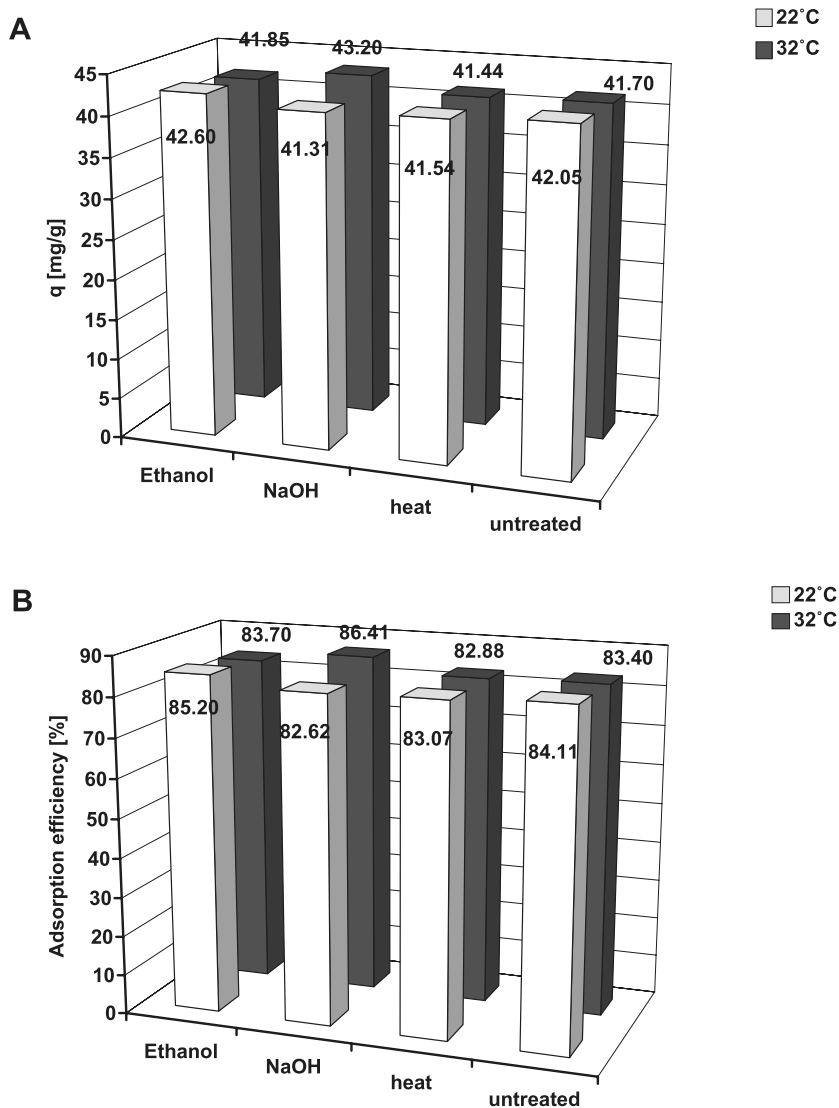 A
22˚C
32˚C
41.85
43.20
41.44
41.70
42.60
41.31
41.54
42.05
q [mg/g]
45
40
35
30
25
20
15
10
5
0
Ethanol
NaOH
heat
untreated
B
22˚C
32˚C
83.70
86.41
82.88
83.40
85.20
82.62
83.07
84.11
Adsorption efficiency [%]
90
80
70
60
50
40
30
20
10
0
Ethanol
NaOH
heat
untreated